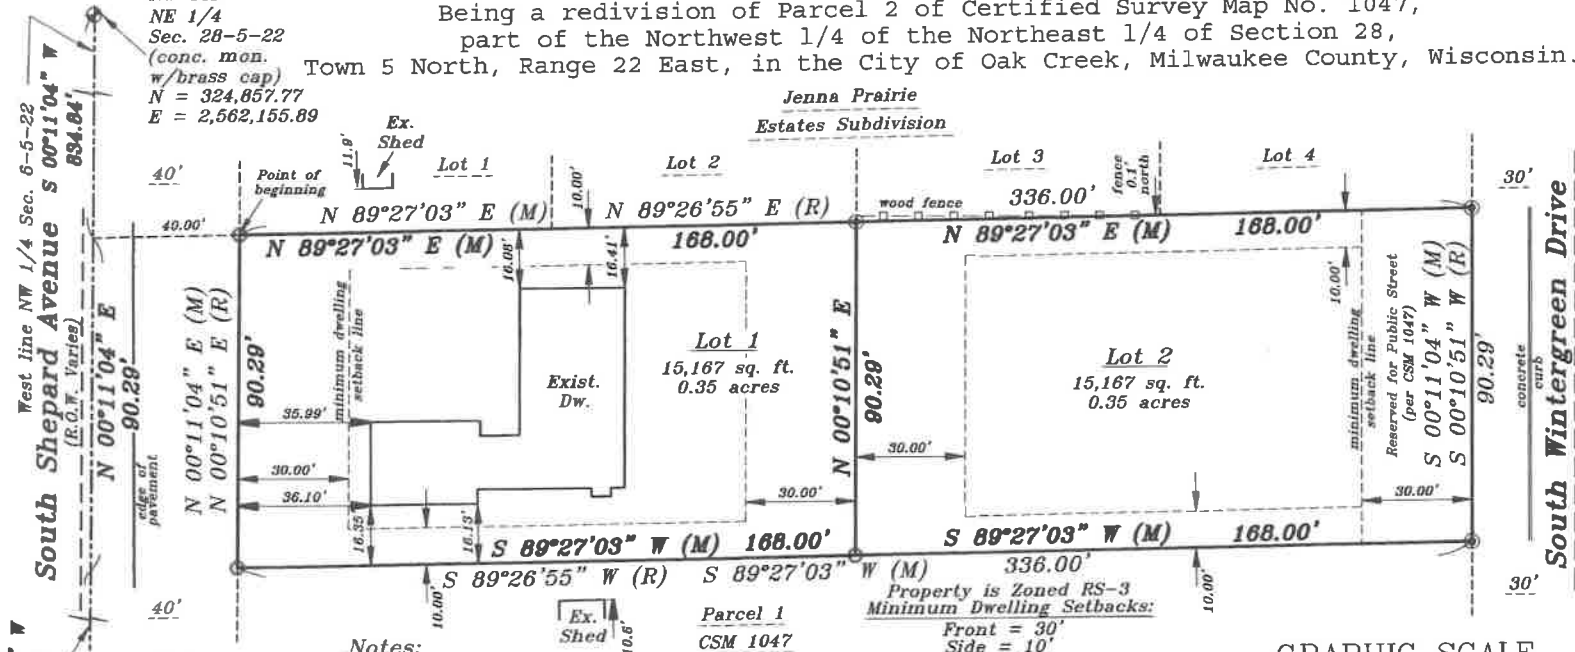 NE 1/4
Sec. 28-5-22
(conc. mon.
w/brass cap)
N = 324,857.77
E = 2,562,155.89
Being a redivision of Parcel 2 of Certified Survey Map No. 1047,
part of the Northwest 1/4 of the Northeast 1/4 of Section 28,
Town 5 North, Range 22 East, in the City of Oak Creek, Milwaukee County, Wisconsin.
Jenna Prairie
Estates Subdivision
Ex.
Shed
11.9'
Lot 1
Lot 2
Lot 3
Lot 4
fence
0.1'
north
40'
30'
Point of
beginning
40.00'
N 89°27'03" E (M)
N 89°26'55" E (R)
10.00'
wood fence
336.00'
N 89°27'03" E (M)
168.00'
N 89°27'03" E (M)
168.00'
West line NW 1/4 Sec. 6-5-22
South Shepard Avenue
(R.O.W. Varies)
S 00°11'04" W
834.84'
N 00°11'04" E
90.29'
edge of
pavement
N 00°11'04" E (M)
N 00°10'51" E (R)
90.29'
minimum dwelling
setback line
16.08'
16.41'
35.99'
30.00'
36.10'
16.35'
16.13'
Exist.
Dw.
Lot 1
15,167 sq. ft.
0.35 acres
30.00'
N 00°10'51" E
90.29'
30.00'
Lot 2
15,167 sq. ft.
0.35 acres
10.00'
minimum dwelling
setback line
Reserved for Public Street
(per CSM 1047)
S 00°11'04" W (M)
S 00°10'51" W (R)
90.29'
30.00'
concrete
curb
South Wintergreen Drive
S 89°27'03" W (M) 168.00'
S 89°27'03" W (M) 168.00'
S 89°26'55" W (R) S 89°27'03" W (M) 336.00'
10.00'
10.00'
40'
30'
Ex.
Shed
10.6'
Parcel 1
CSM 1047
Property is Zoned RS-3
Minimum Dwelling Setbacks:
Front = 30'
Side = 10'
Notes:
GRAPHIC SCALE
W